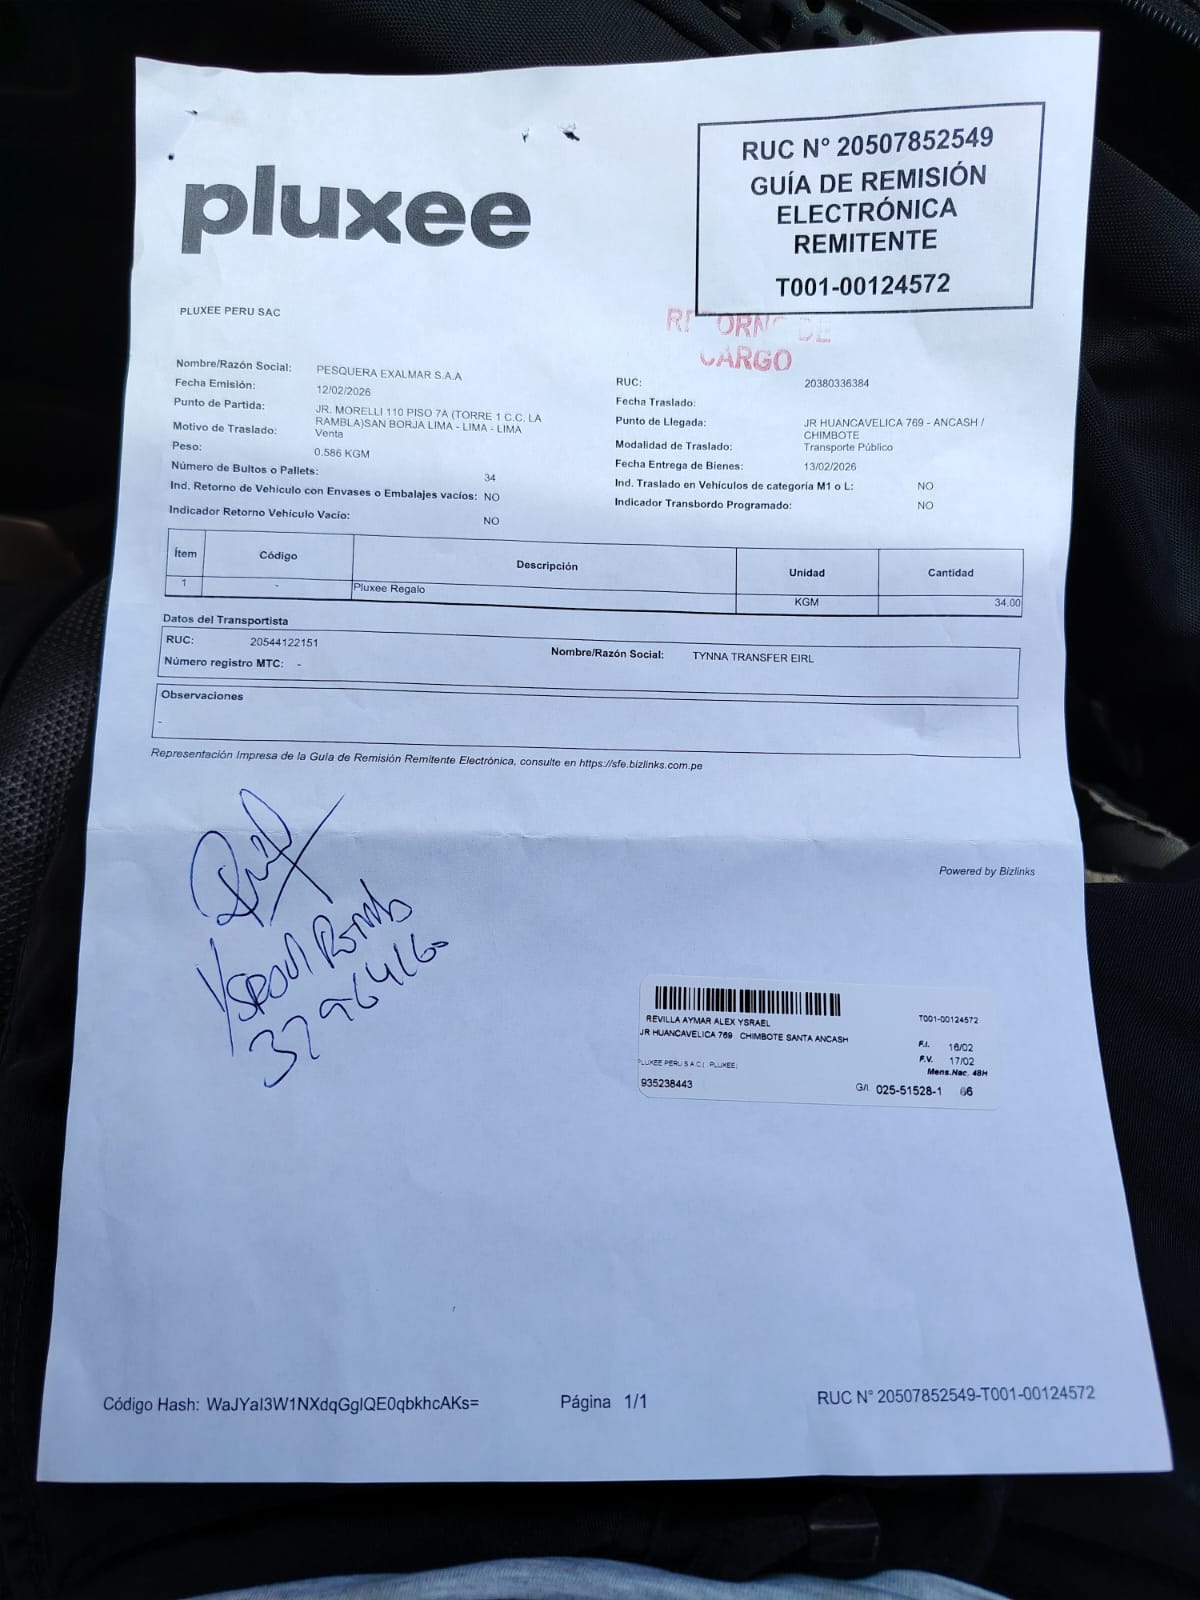 pluxee
RUC N° 20507852549
GUÍA DE REMISIÓN
ELECTRÓNICA
REMITENTE
T001-00124572
PLUXEE PERU SAC
RETORNO DE
CARGO
Nombre/Razón Social: PESQUERA EXALMAR S.A.A
Fecha Emisión: 12/02/2026
Punto de Partida: JR. MORELLI 110 PISO 7A (TORRE 1 C.C. LA
RAMBLA)SAN BORJA LIMA - LIMA - LIMA
Motivo de Traslado: Venta
Peso: 0.586 KGM
Número de Bultos o Pallets: 34
Ind. Retorno de Vehículo con Envases o Embalajes vacíos: NO
Indicador Retorno Vehículo Vacío: NO
RUC: 20380336384
Fecha Traslado:
Punto de Llegada: JR HUANCAVELICA 769 - ANCASH /
CHIMBOTE
Modalidad de Traslado: Transporte Público
Fecha Entrega de Bienes: 13/02/2026
Ind. Traslado en Vehículos de categoría M1 o L: NO
Indicador Transbordo Programado: NO
Ítem Código Descripción Unidad Cantidad
1 - Pluxee Regalo KGM 34.00
Datos del Transportista
RUC: 20544122151 Nombre/Razón Social: TYNNA TRANSFER EIRL
Número registro MTC: -
Observaciones
-
Representación Impresa de la Guía de Remisión Remitente Electrónica, consulte en https://sfe.bizlinks.com.pe
Powered by Bizlinks
REVILLA AYMAR ALEX YSRAEL T001-00124572
JR HUANCAVELICA 769 CHIMBOTE SANTA ANCASH
F.I. 16/02
F.V. 17/02
PLUXEE PERU S A C ( PLUXEE)
Mens.Nac. 48H
935238443 G/I. 025-51528-1 66
Código Hash: WaJYaI3W1NXdqGglQE0qbkhcAKs= Página 1/1 RUC N° 20507852549-T001-00124572